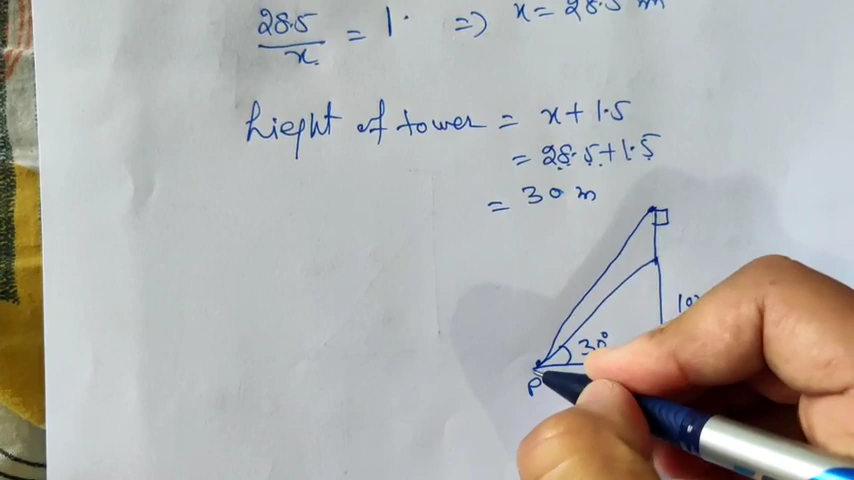 28.5/x = 1. => x = 28.5 m
hieght of tower = x + 1.5
= 28.5 + 1.5
= 30 m
30°
P